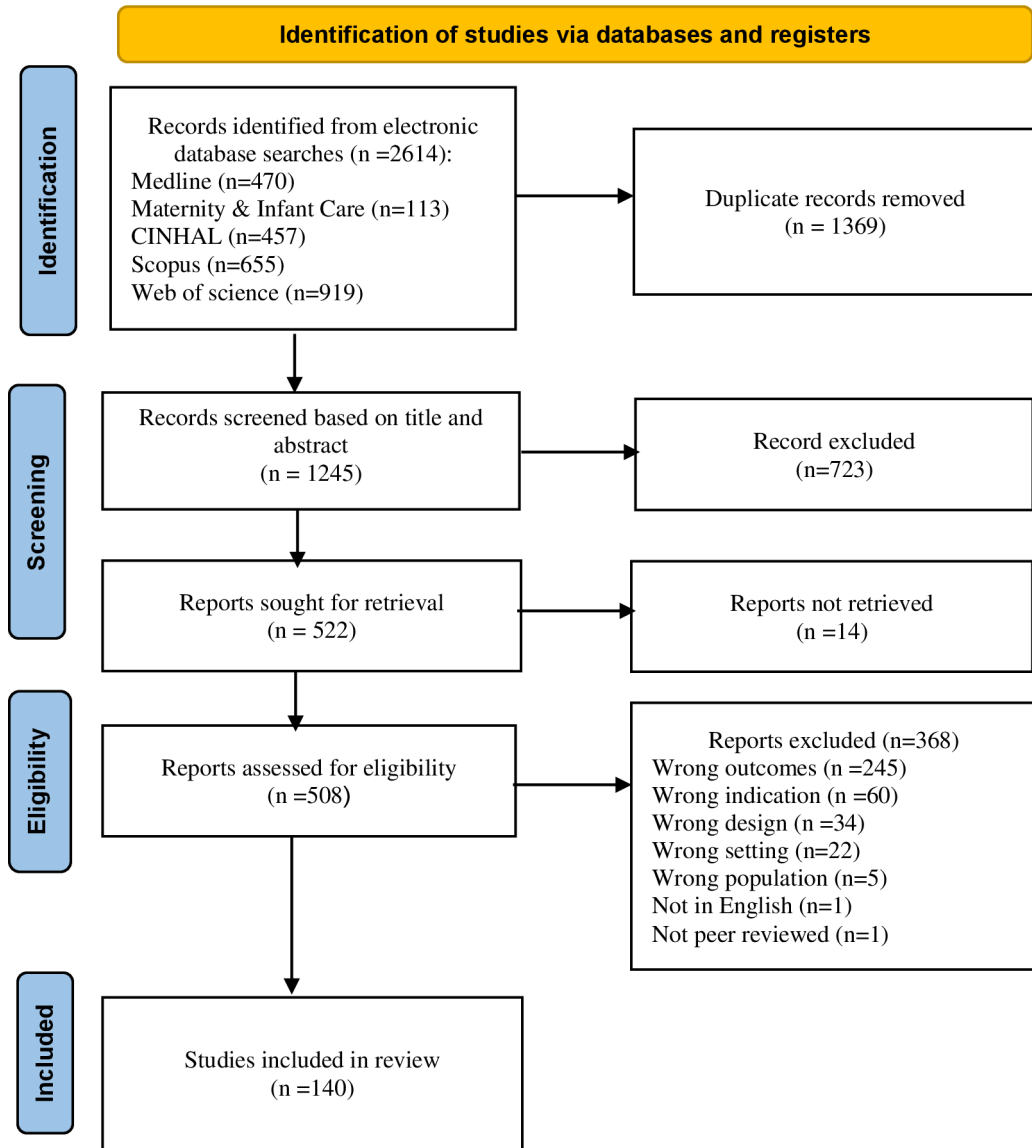 Identification of studies via databases and registers
Identification
Records identified from electronic
database searches (n =2614):
Medline (n=470)
Maternity & Infant Care (n=113)
CINHAL (n=457)
Scopus (n=655)
Web of science (n=919)
Duplicate records removed
(n = 1369)
Screening
Records screened based on title and
abstract
(n = 1245)
Record excluded
(n=723)
Reports sought for retrieval
(n = 522)
Reports not retrieved
(n =14)
Eligibility
Reports assessed for eligibility
(n =508)
Reports excluded (n=368)
Wrong outcomes (n =245)
Wrong indication (n =60)
Wrong design (n =34)
Wrong setting (n=22)
Wrong population (n=5)
Not in English (n=1)
Not peer reviewed (n=1)
Included
Studies included in review
(n =140)